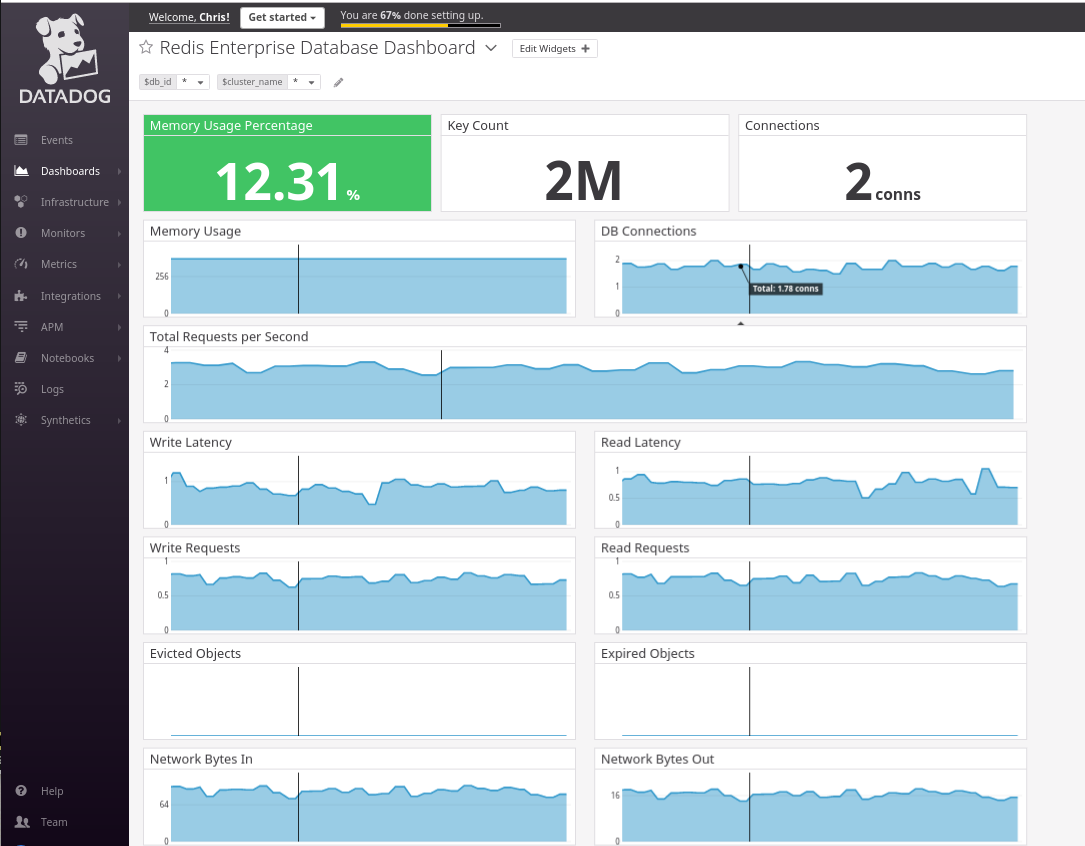 Welcome, Chris!
Get started
You are 67% done setting up.
DATADOG
Events
Dashboards
Infrastructure
Monitors
Metrics
Integrations
APM
Notebooks
Logs
Synthetics
Help
Team
Redis Enterprise Database Dashboard
Edit Widgets +
$db_id * $cluster_name *
Memory Usage Percentage
12.31 %
Key Count
2M
Connections
2 conns
Memory Usage
256
0
DB Connections
2
1
0
Total: 1.78 conns
Total Requests per Second
4
2
0
Write Latency
1
0
Read Latency
1
0.5
0
Write Requests
1
0.5
0
Read Requests
1
0.5
0
Evicted Objects
Expired Objects
Network Bytes In
64
0
Network Bytes Out
16
0